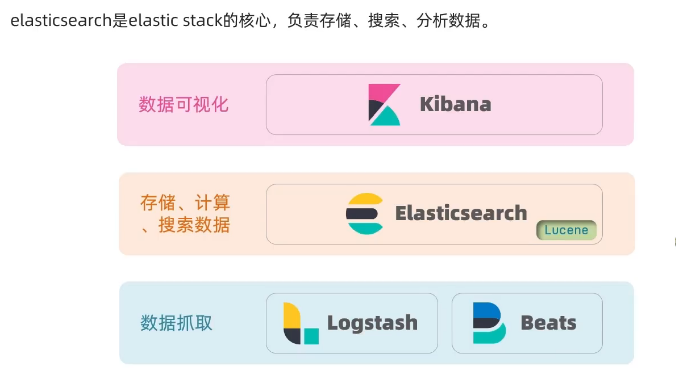 elasticsearch是elastic stack的核心，负责存储、搜索、分析数据。
数据可视化
Kibana
存储、计算
、搜索数据
Elasticsearch
Lucene
数据抓取
Logstash
Beats